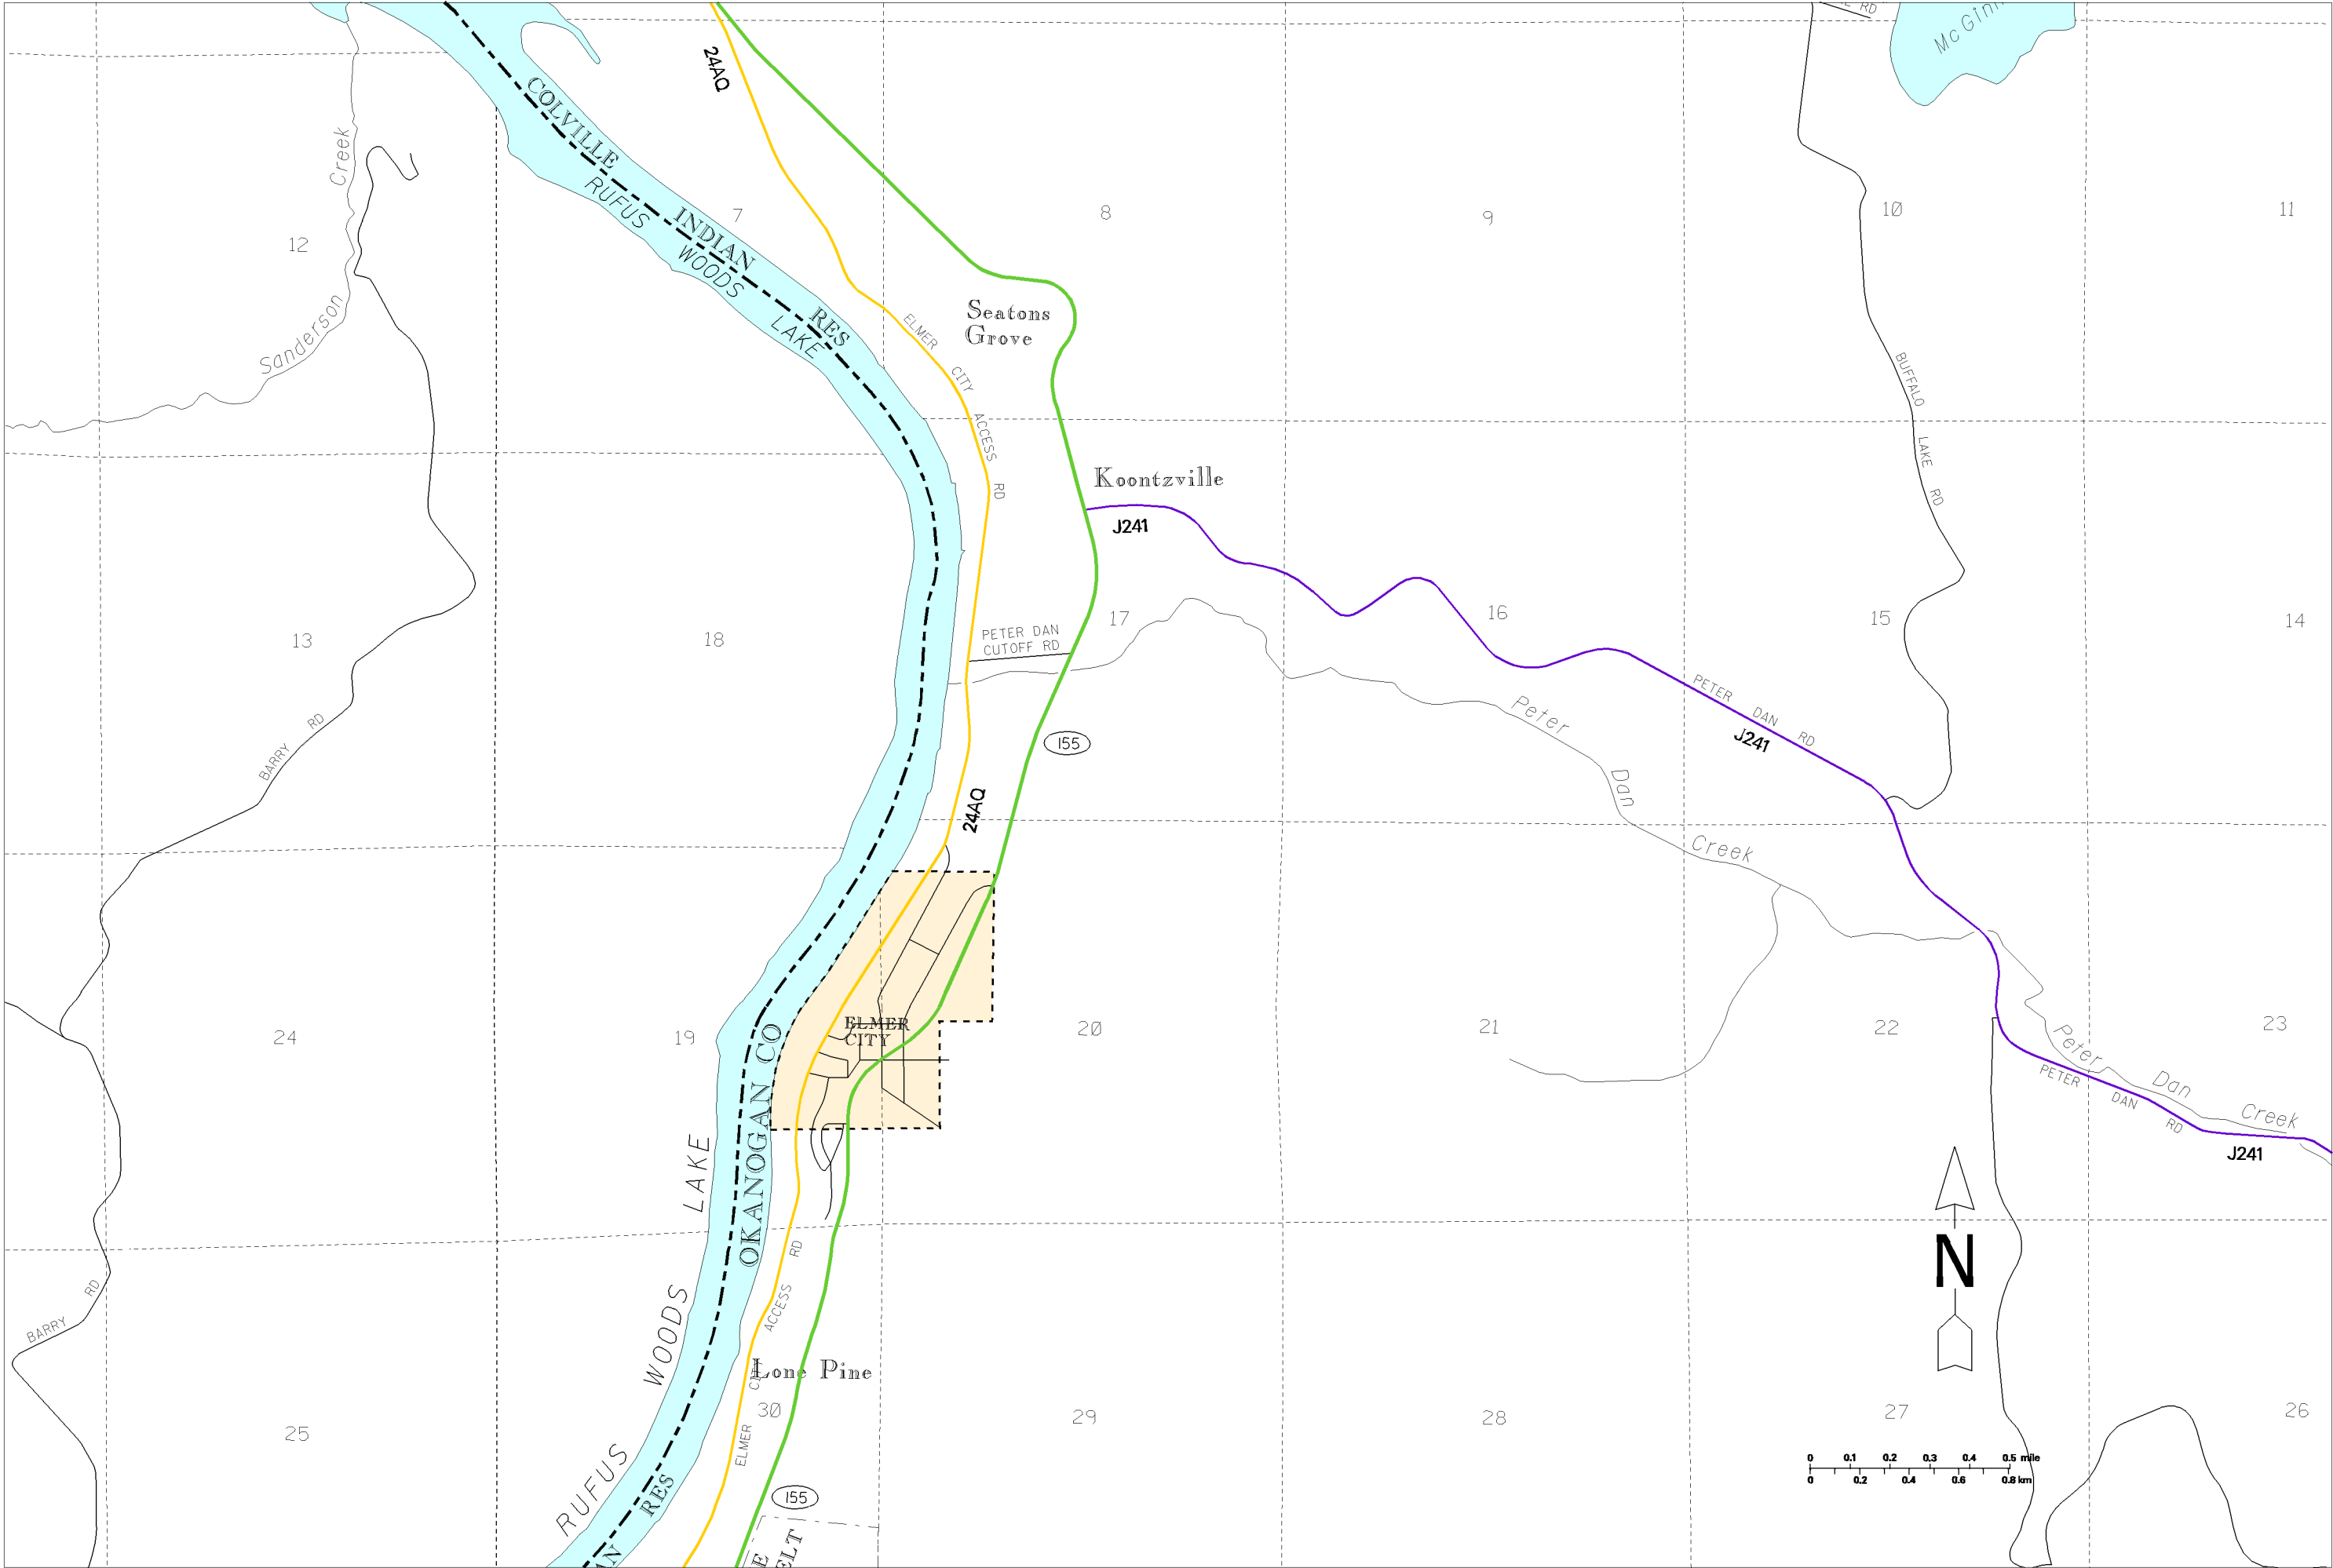 RD
McGinn
24AQ
COLVILLE
INDIAN
RES
RUFUS
WOODS
LAKE
Sanderson
Creek
7
8
9
10
11
12
Seatons
Grove
ELMER
CITY
ACCESS
RD
BUFFALO
LAKE
RD
Koontzville
J241
13
18
17
16
15
14
PETER DAN
CUTOFF RD
BARRY
RD
155
PETER
DAN
RD
J241
Peter
Dan
Creek
24AQ
ELMER
CITY
24
19
20
21
22
23
Peter
Dan
Creek
PETER
DAN
RD
J241
OKANOGAN CO
RUFUS
WOODS
LAKE
ELMER
CITY
ACCESS
RD
BARRY
RD
N
Lone Pine
25
30
29
28
27
26
0 0.1 0.2 0.3 0.4 0.5 mile
0 0.2 0.4 0.6 0.8 km
155
RES